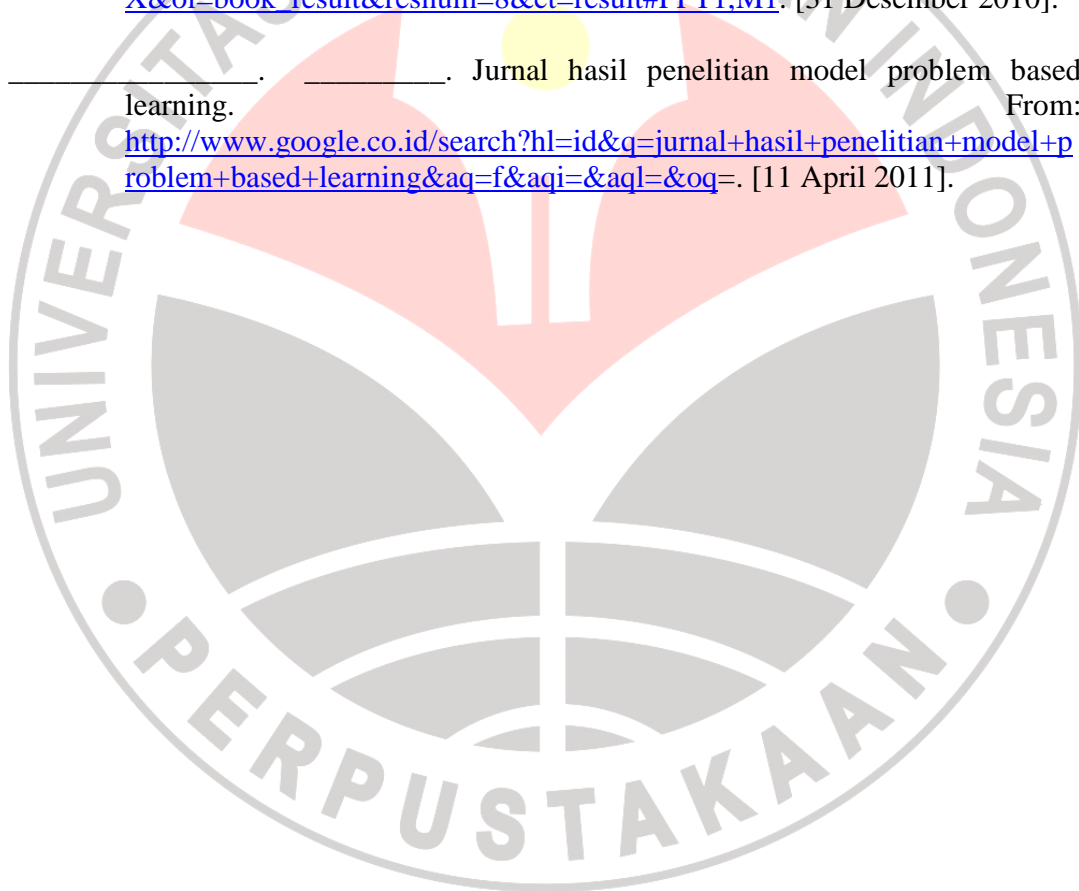 X&oi=book_result&resnum=8&ct=result#PPT1,M1. [31 Desember 2010].
________________. _________. Jurnal hasil penelitian model problem based
learning. From:
http://www.google.co.id/search?hl=id&q=jurnal+hasil+penelitian+model+p
roblem+based+learning&aq=f&aqi=&aql=&oq=. [11 April 2011].
UNIVERSITAS
AN INDONESIA
PERPUSTAKAAN